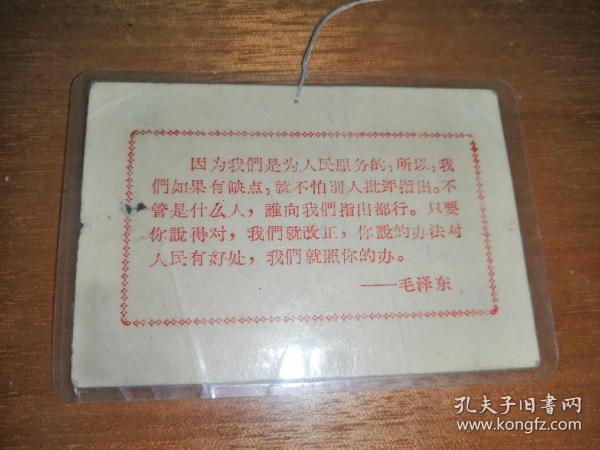 因为我們是为人民服务的,所以,我
們如果有缺点,就不怕別人批評指出。不
管是什么人,誰向我們指出都行。只要
你說得对,我們就改正,你說的办法对
人民有好处,我們就照你的办。
——毛泽东
孔夫子旧書网
www.kongfz.com